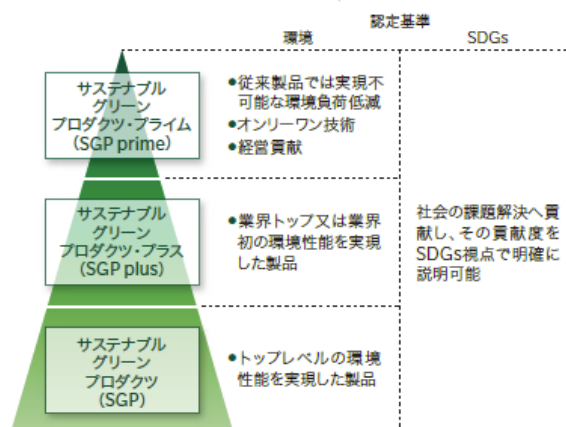 認定基準
環境
SDGs
サステナブル
グリーン
プロダクツ・プライム
(SGP prime)
●従来製品では実現不
可能な環境負荷低減
●オンリーワン技術
●経営貢献
サステナブル
グリーン
プロダクツ・プラス
(SGP plus)
●業界トップ又は業界
初の環境性能を実現
した製品
サステナブル
グリーン
プロダクツ
(SGP)
●トップレベルの環境
性能を実現した製品
社会の課題解決へ貢
献し、その貢献度を
SDGs視点で明確に
説明可能